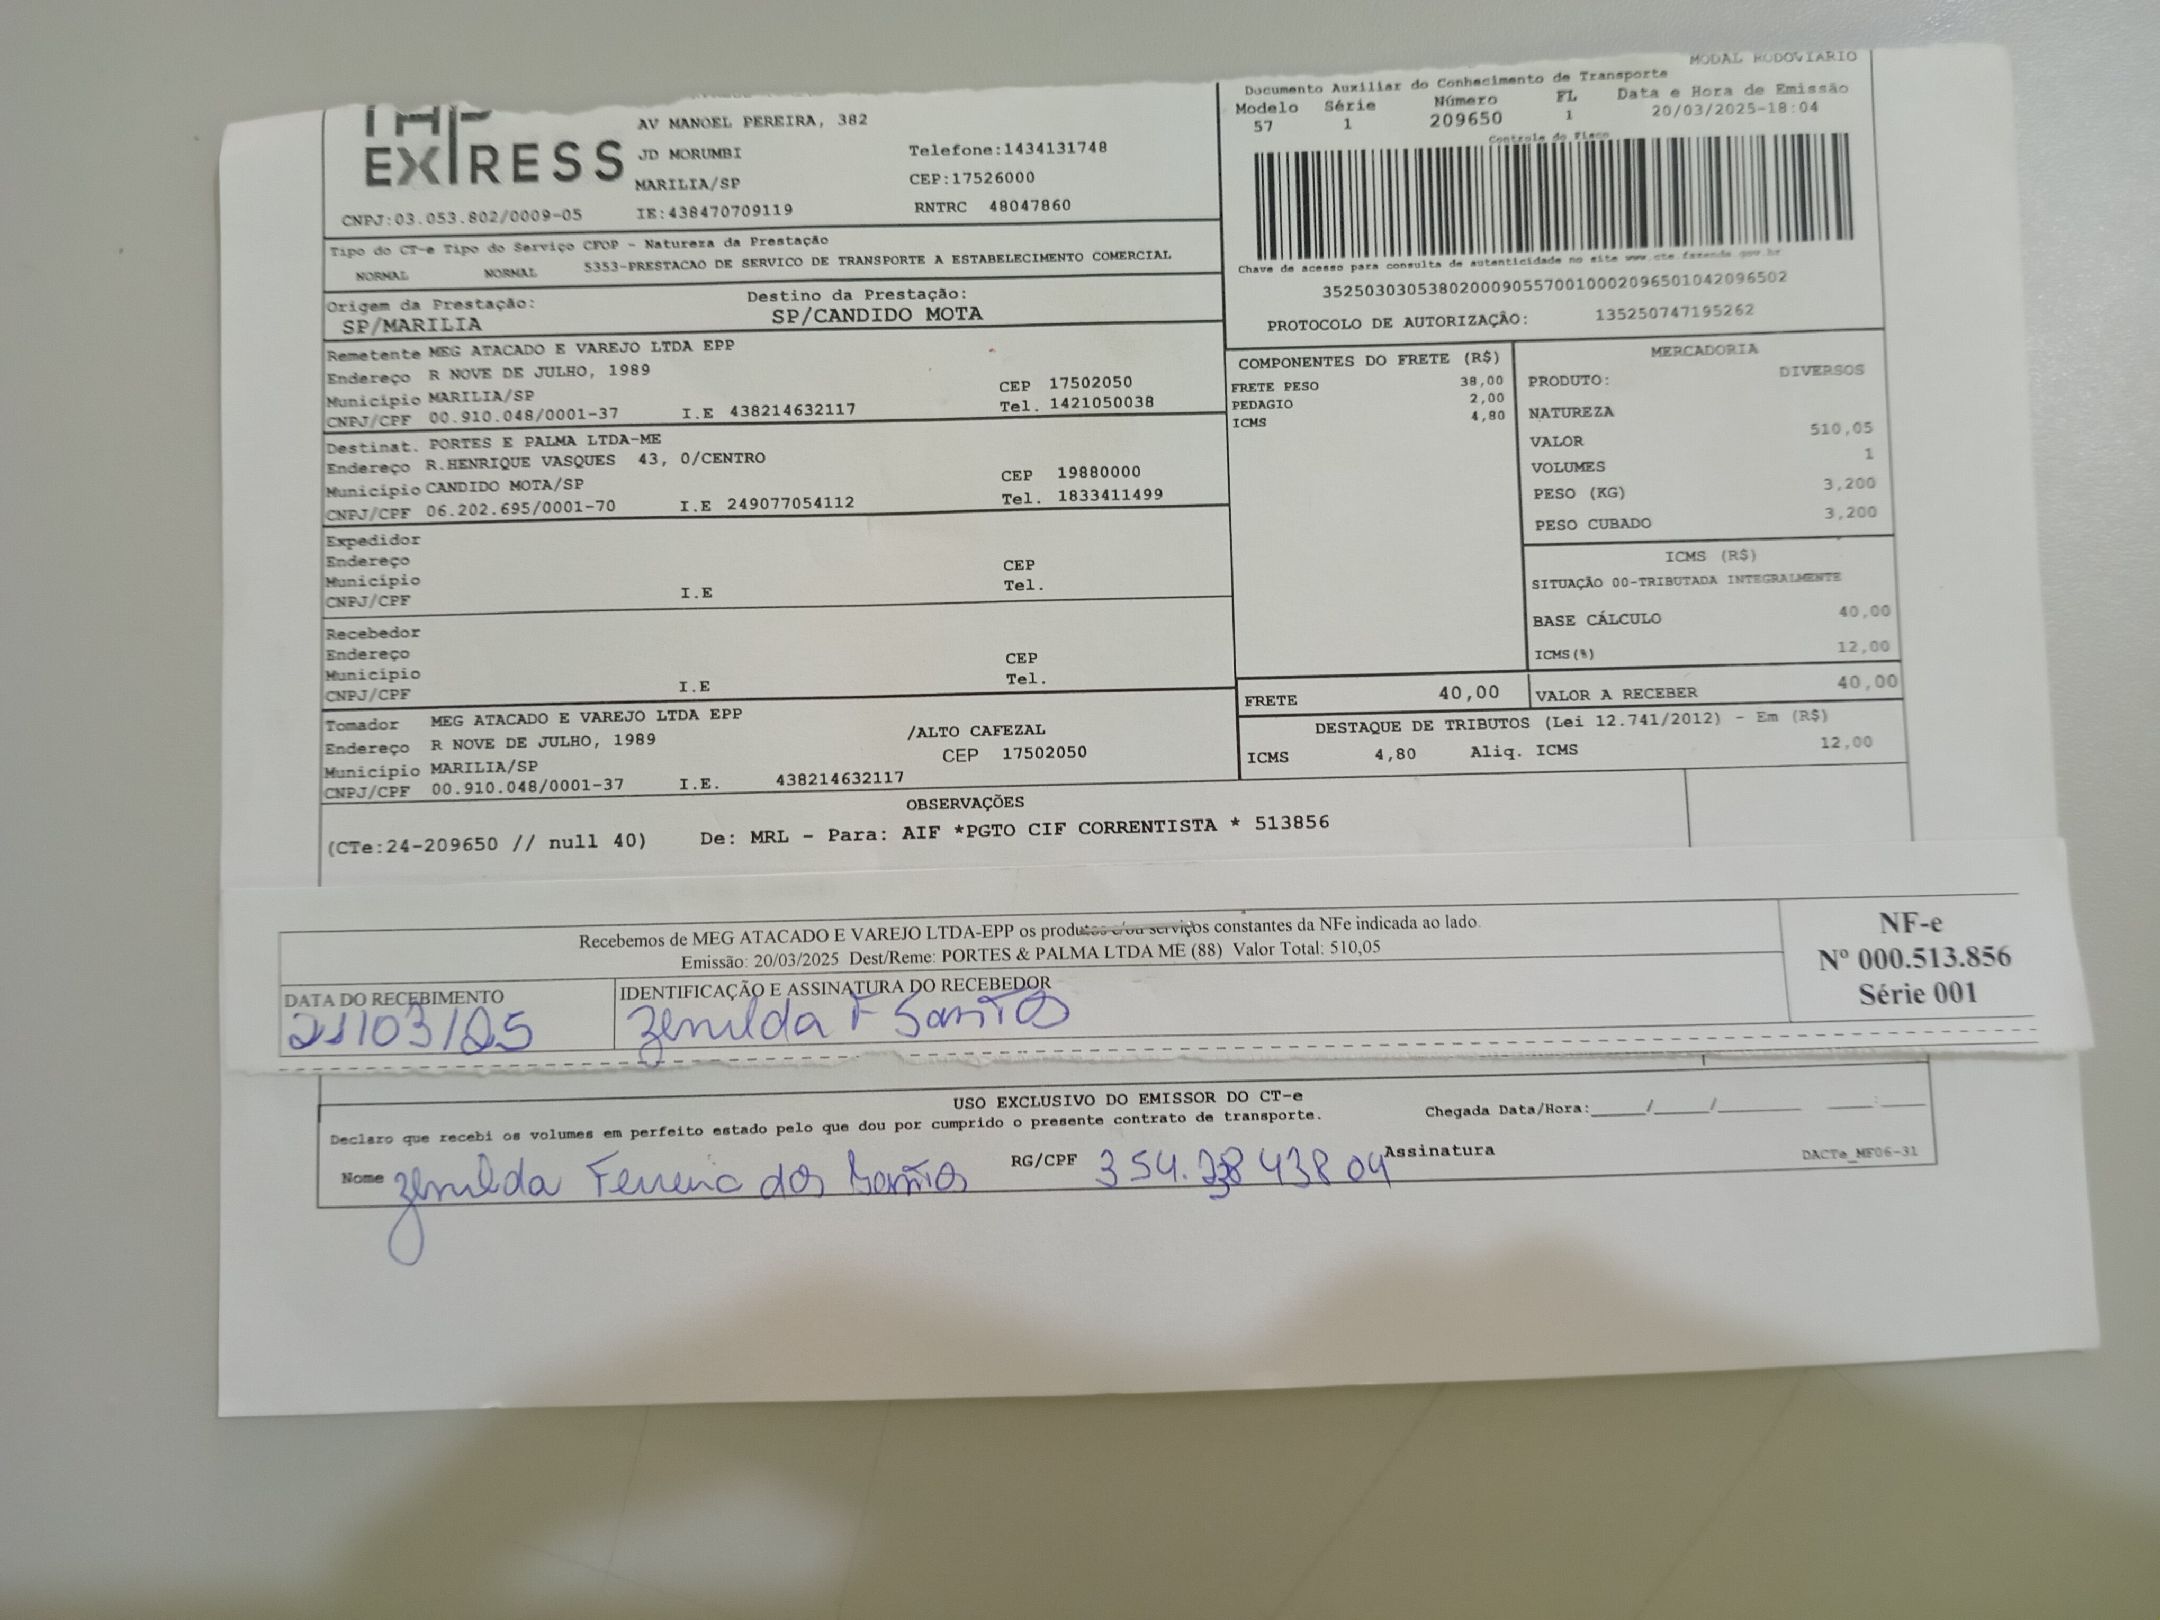 MODAL RODOVIARIO
EXPRESS
AV MANOEL PEREIRA, 382
JD MORUMBI Telefone:1434131748
MARILIA/SP CEP:17526000
CNPJ:03.053.802/0009-05 IE:438470709119 RNTRC 48047860
Documento Auxiliar do Conhecimento de Transporte
Modelo Série Número FL Data e Hora de Emissão
57 1 209650 1 20/03/2025-18:04
Controle do Fisco
Chave de acesso para consulta de autenticidade no site www.cte.fazenda.gov.br
35250303053802000905570010002096501042096502
PROTOCOLO DE AUTORIZAÇÃO: 135250747195262
Tipo do CT-e Tipo do Serviço CFOP - Natureza da Prestação
NORMAL NORMAL 5353-PRESTACAO DE SERVICO DE TRANSPORTE A ESTABELECIMENTO COMERCIAL
Origem da Prestação: Destino da Prestação:
SP/MARILIA SP/CANDIDO MOTA
Remetente MEG ATACADO E VAREJO LTDA EPP
Endereço R NOVE DE JULHO, 1989
Município MARILIA/SP CEP 17502050
CNPJ/CPF 00.910.048/0001-37 I.E 438214632117 Tel. 1421050038
Destinat. PORTES E PALMA LTDA-ME
Endereço R.HENRIQUE VASQUES 43, 0/CENTRO
Município CANDIDO MOTA/SP CEP 19880000
CNPJ/CPF 06.202.695/0001-70 I.E 249077054112 Tel. 1833411499
Expedidor
Endereço
Município CEP
CNPJ/CPF I.E Tel.
Recebedor
Endereço
Município CEP
CNPJ/CPF I.E Tel.
Tomador MEG ATACADO E VAREJO LTDA EPP
Endereço R NOVE DE JULHO, 1989 /ALTO CAFEZAL
Município MARILIA/SP CEP 17502050
CNPJ/CPF 00.910.048/0001-37 I.E. 438214632117
COMPONENTES DO FRETE (R$)
FRETE PESO 38,00
PEDAGIO 2,00
ICMS 4,80
MERCADORIA
PRODUTO: DIVERSOS
NATUREZA
VALOR 510,05
VOLUMES 1
PESO (KG) 3,200
PESO CUBADO 3,200
ICMS (R$)
SITUAÇÃO 00-TRIBUTADA INTEGRALMENTE
BASE CÁLCULO 40,00
ICMS(%) 12,00
FRETE 40,00 VALOR A RECEBER 40,00
DESTAQUE DE TRIBUTOS (Lei 12.741/2012) - Em (R$)
ICMS 4,80 Aliq. ICMS 12,00
OBSERVAÇÕES
(CTe:24-209650 // null 40) De: MRL - Para: AIF *PGTO CIF CORRENTISTA * 513856
Recebemos de MEG ATACADO E VAREJO LTDA-EPP os produtos e/ou serviços constantes da NFe indicada ao lado.
Emissão: 20/03/2025 Dest/Reme: PORTES & PALMA LTDA ME (88) Valor Total: 510,05
NF-e
Nº 000.513.856
Série 001
DATA DO RECEBIMENTO IDENTIFICAÇÃO E ASSINATURA DO RECEBEDOR
21/03/25 Zenilda F Santos
USO EXCLUSIVO DO EMISSOR DO CT-e
Declaro que recebi os volumes em perfeito estado pelo que dou por cumprido o presente contrato de transporte. Chegada Data/Hora:____/____/______ ___:___
Nome Zenilda Ferreira dos Santos RG/CPF 354. 438 04 Assinatura DACTe_MF06-31